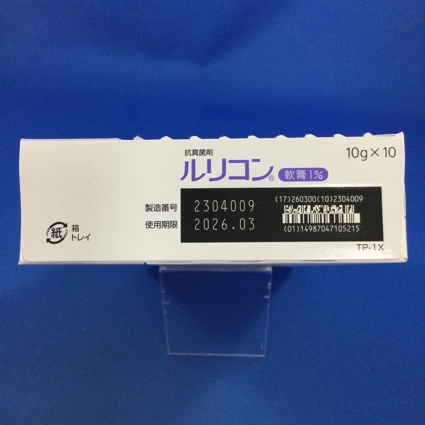 抗真菌剤
ルリコン® 軟膏1%
10g×10
製造番号 2304009
使用期限 2026.03
(17)260300(10)2304009
(01)14987047105215
紙 箱
トレイ
TP-1X